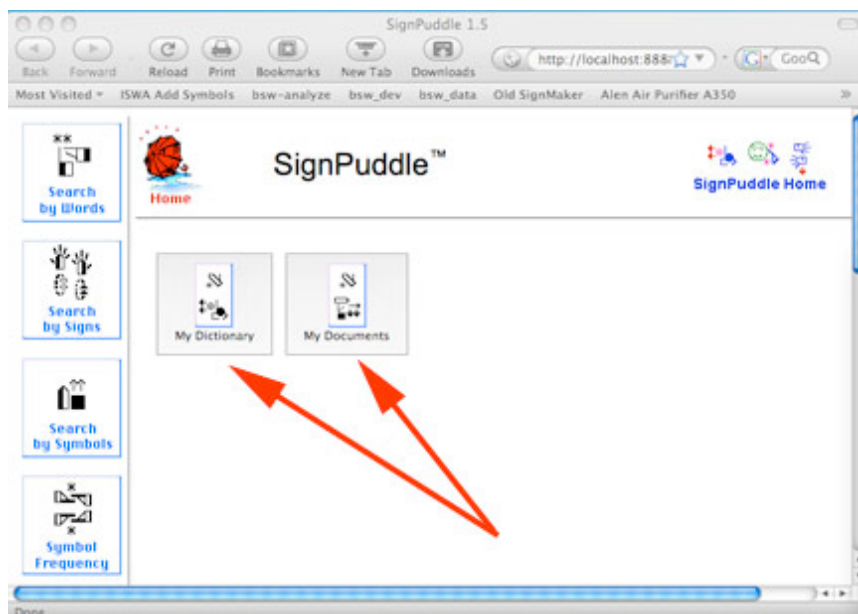 SignPuddle 1.5
Back Forward Reload Print Bookmarks New Tab Downloads
http://localhost:888
GooQ
Most Visited ISWA Add Symbols bsw-analyze bsw_dev bsw_data Old SignMaker Alen Air Purifier A350
Search
by Words
Home
SignPuddle™
SignPuddle Home
Search
by Signs
My Dictionary
My Documents
Search
by Symbols
Symbol
Frequency
Done